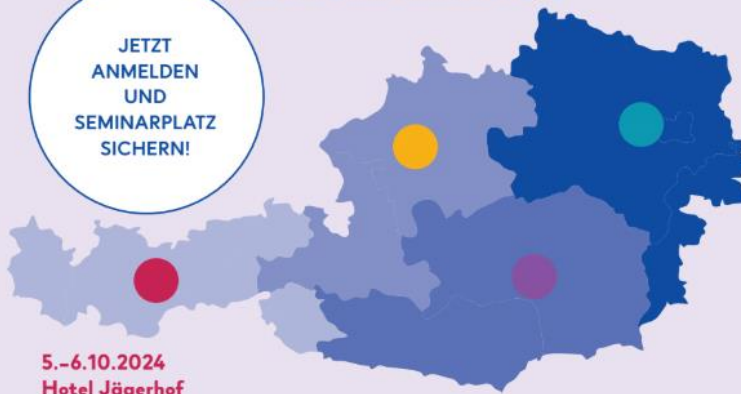 JETZT
ANMELDEN
UND
SEMINARPLATZ
SICHERN!
5.–6.10.2024
Hotel Jägerhof